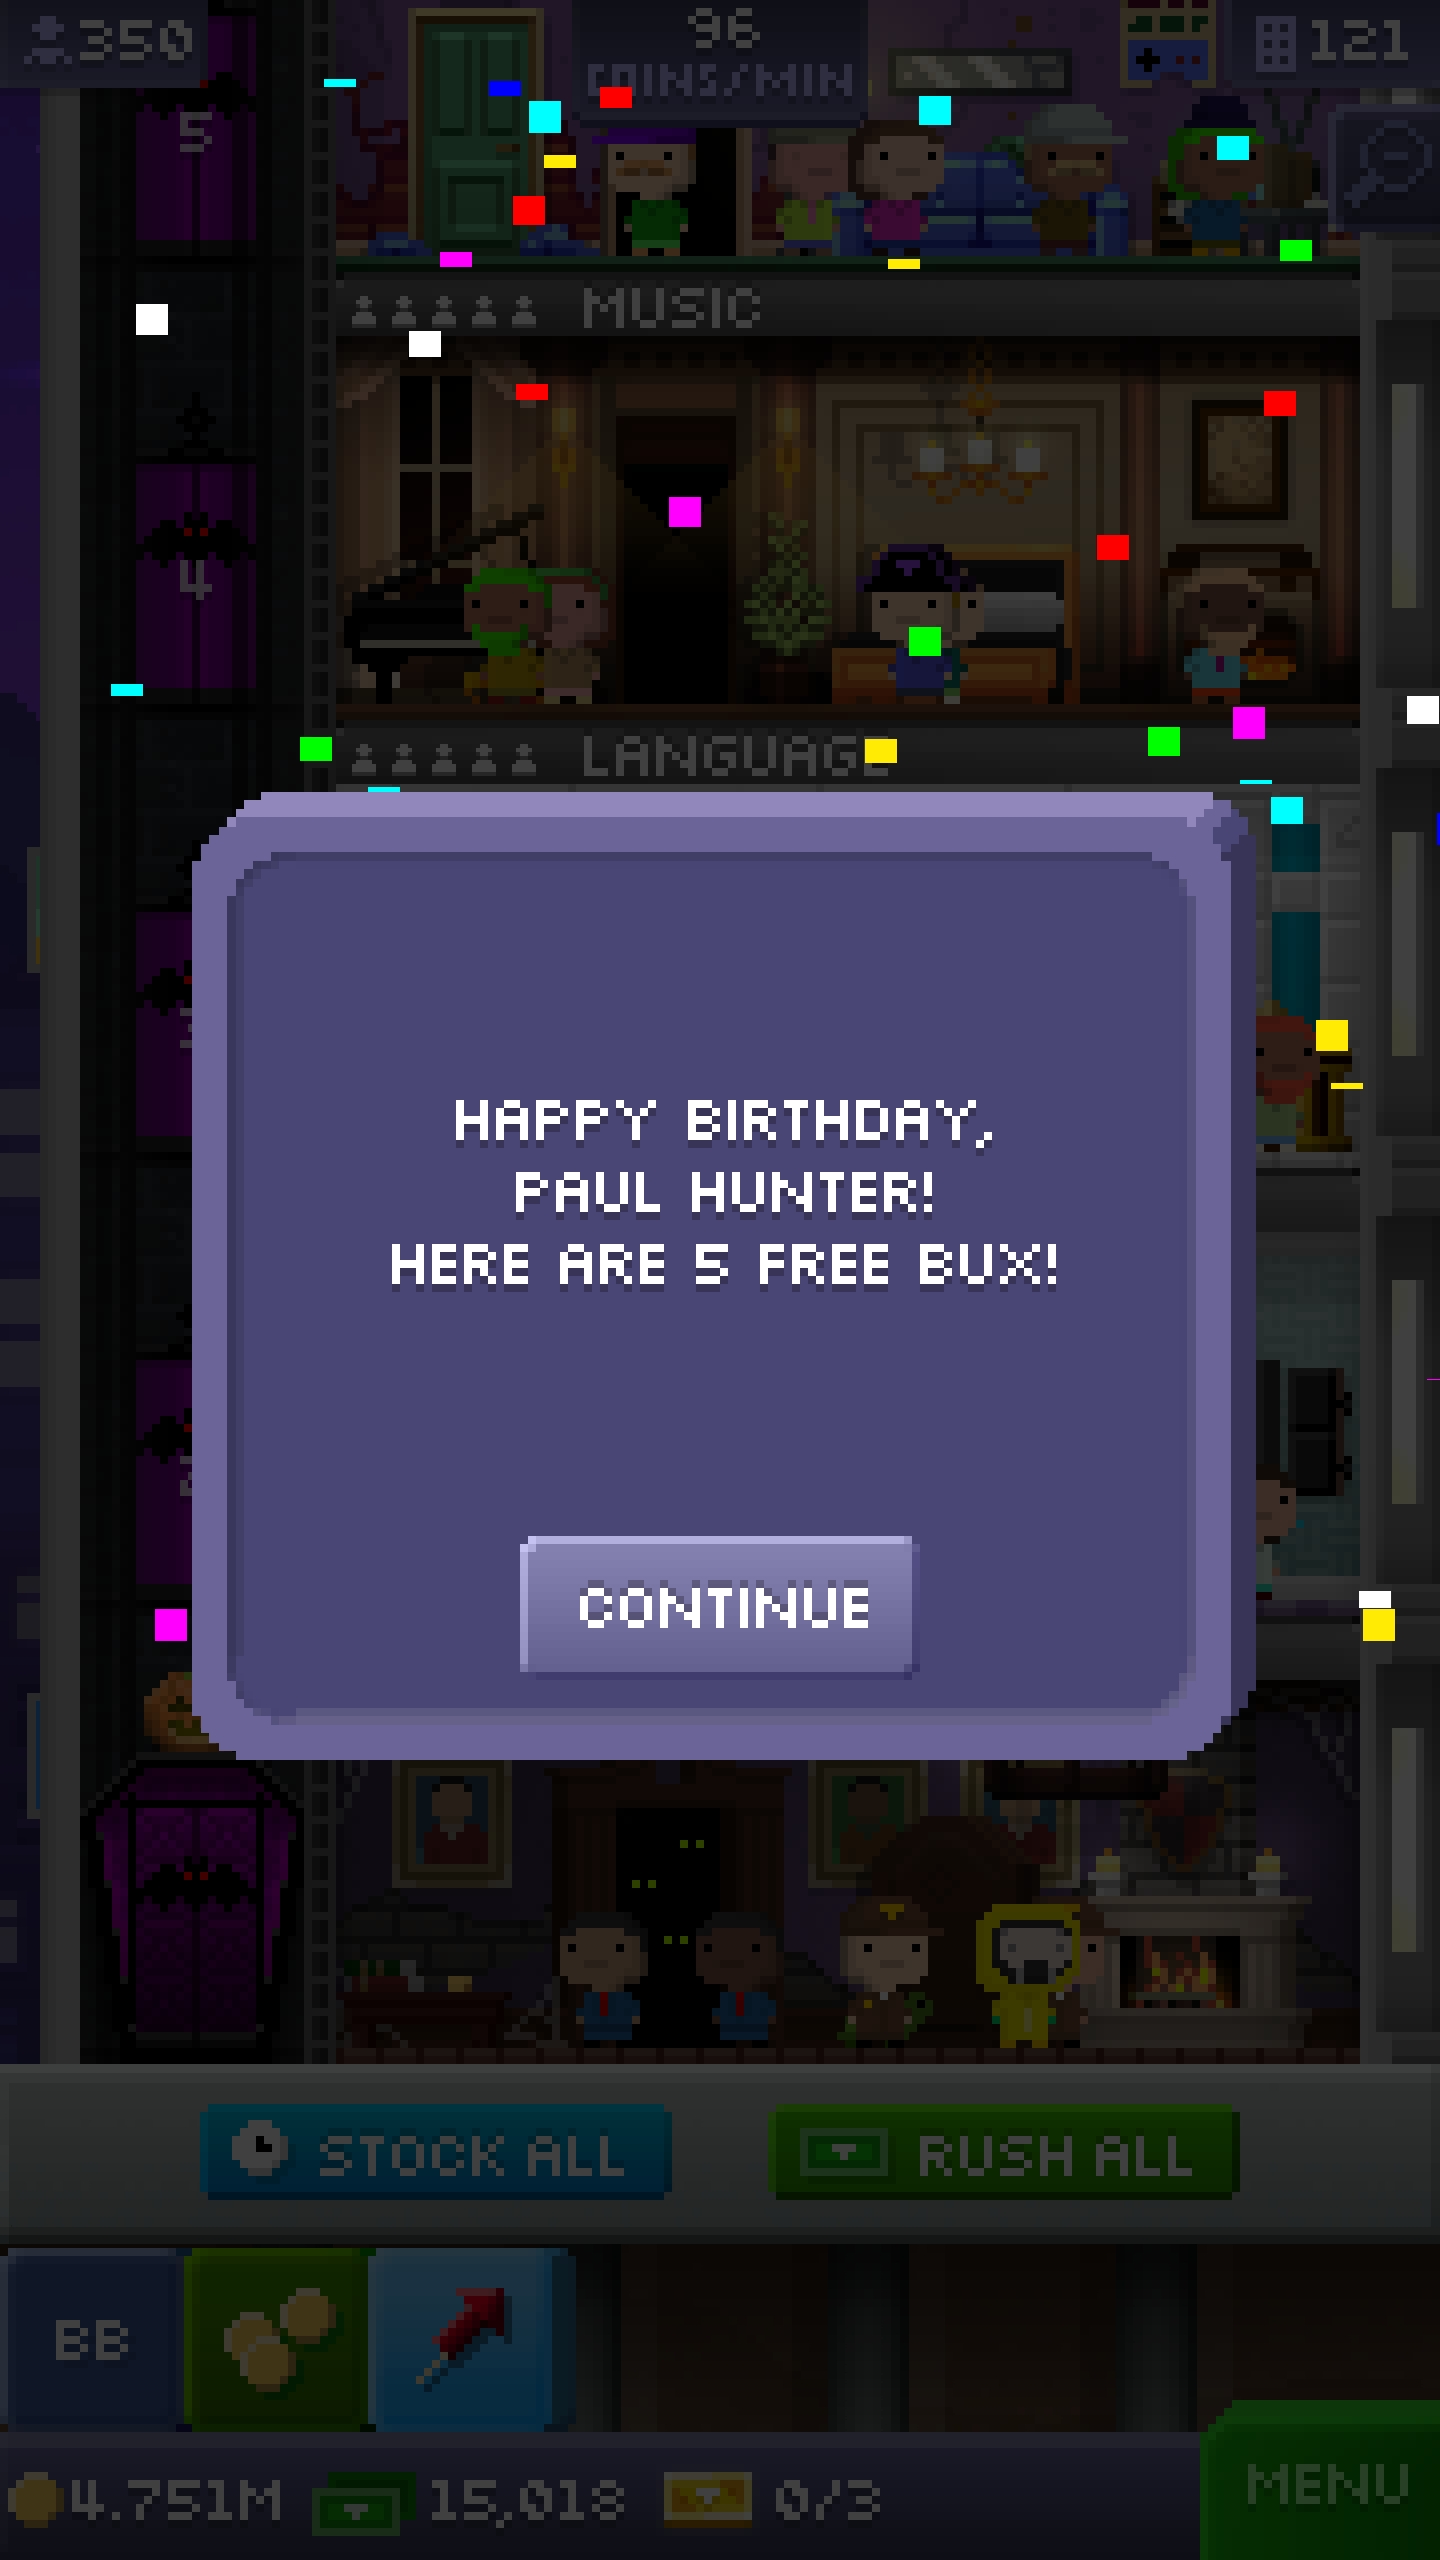 350
96
COINS/MIN
121
5
MUSIC
4
LANGUAGE
HAPPY BIRTHDAY,
PAUL HUNTER!
HERE ARE 5 FREE BUX!
CONTINUE
STOCK ALL
RUSH ALL
BB
4.751M
15,018
0/3
MENU